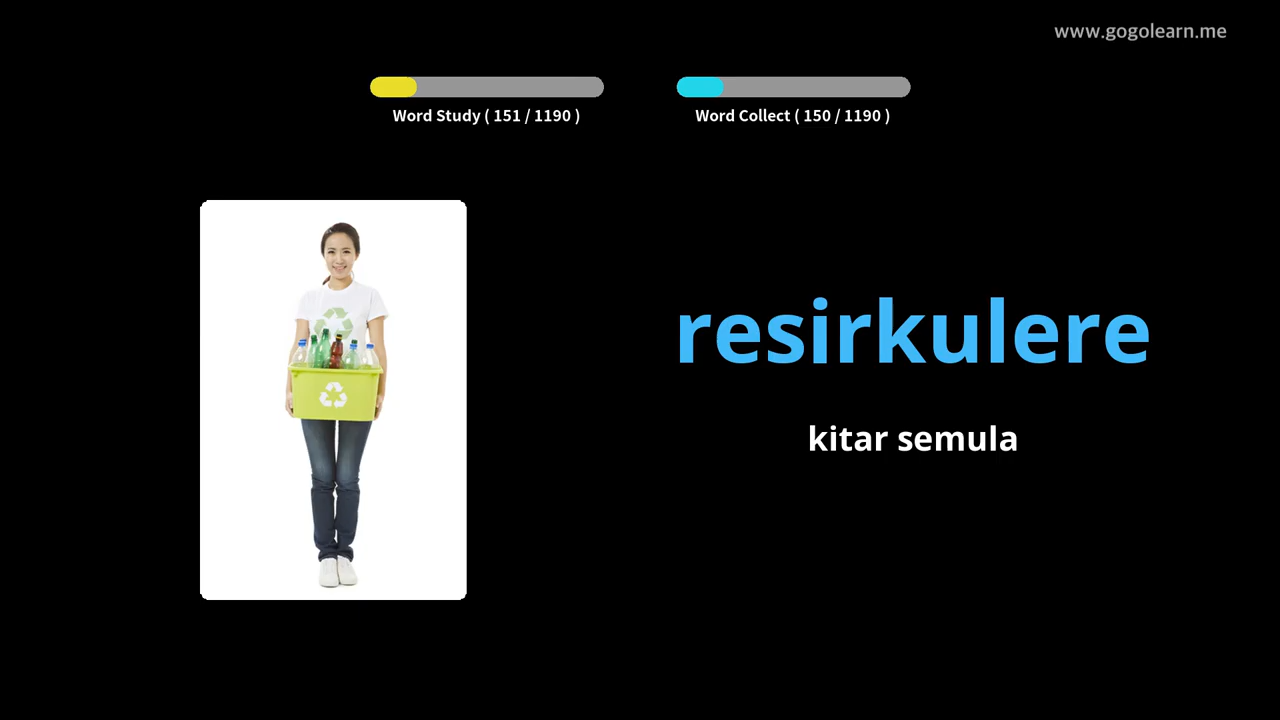 www.gogolearn.me
Word Study ( 151 / 1190 )
Word Collect ( 150 / 1190 )
resirkulere
kitar semula